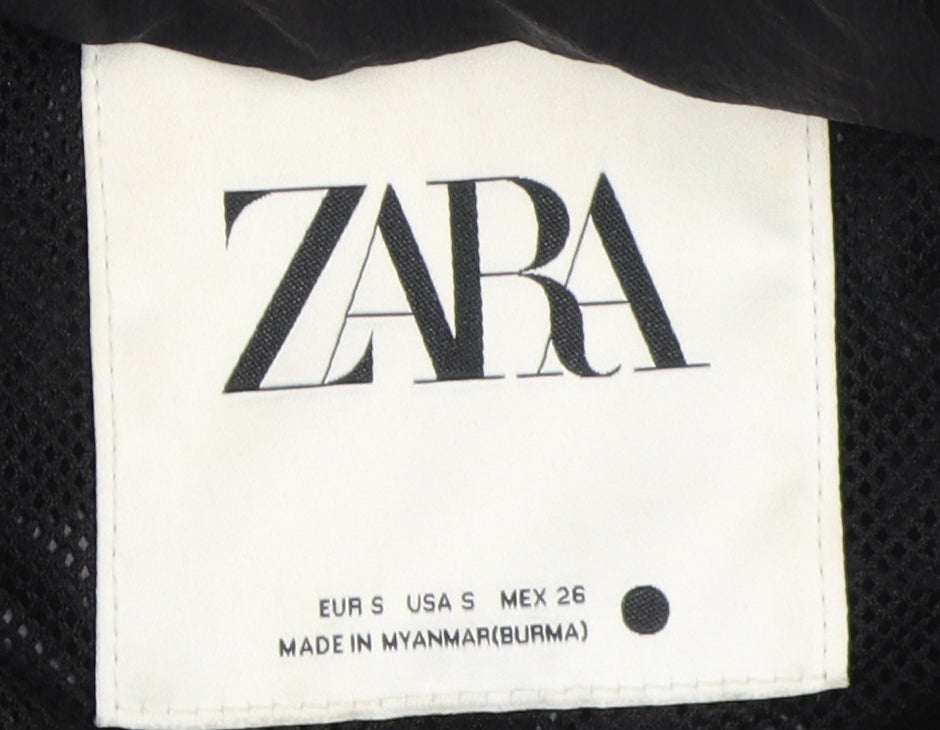 ZARA
EUR S USA S MEX 26
MADE IN MYANMAR(BURMA)